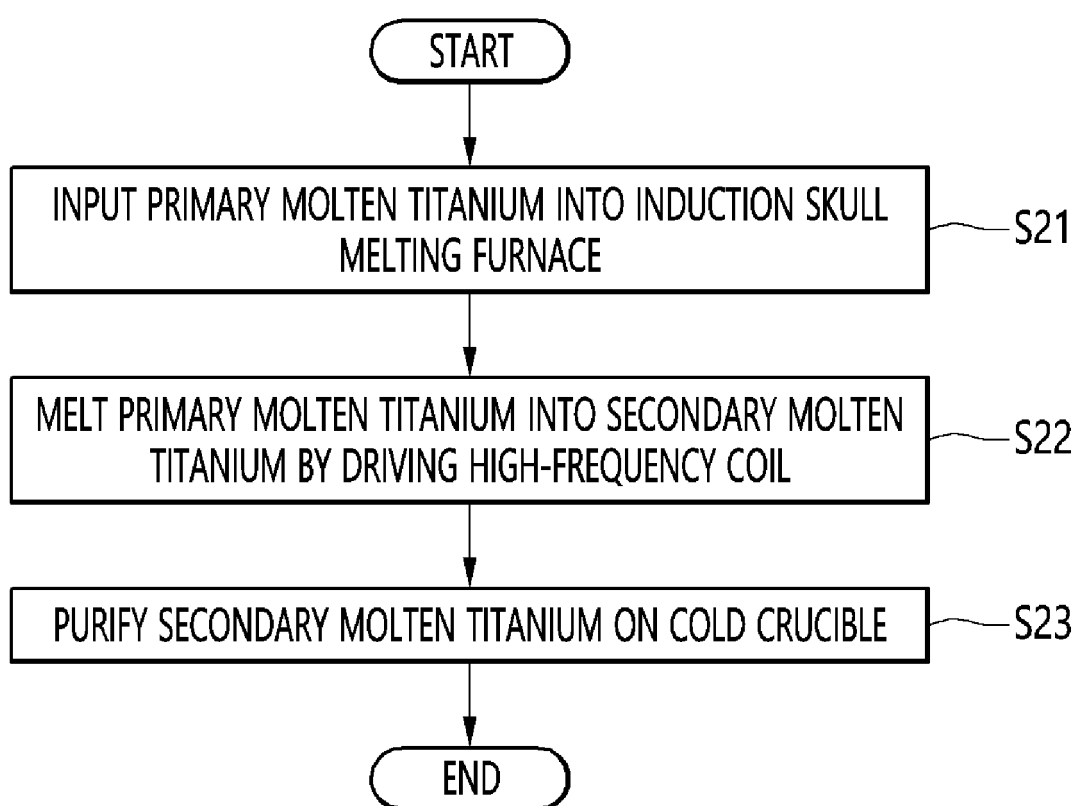 START
INPUT PRIMARY MOLTEN TITANIUM INTO INDUCTION SKULL
MELTING FURNACE
S21
MELT PRIMARY MOLTEN TITANIUM INTO SECONDARY MOLTEN
TITANIUM BY DRIVING HIGH-FREQUENCY COIL
S22
PURIFY SECONDARY MOLTEN TITANIUM ON COLD CRUCIBLE
S23
END